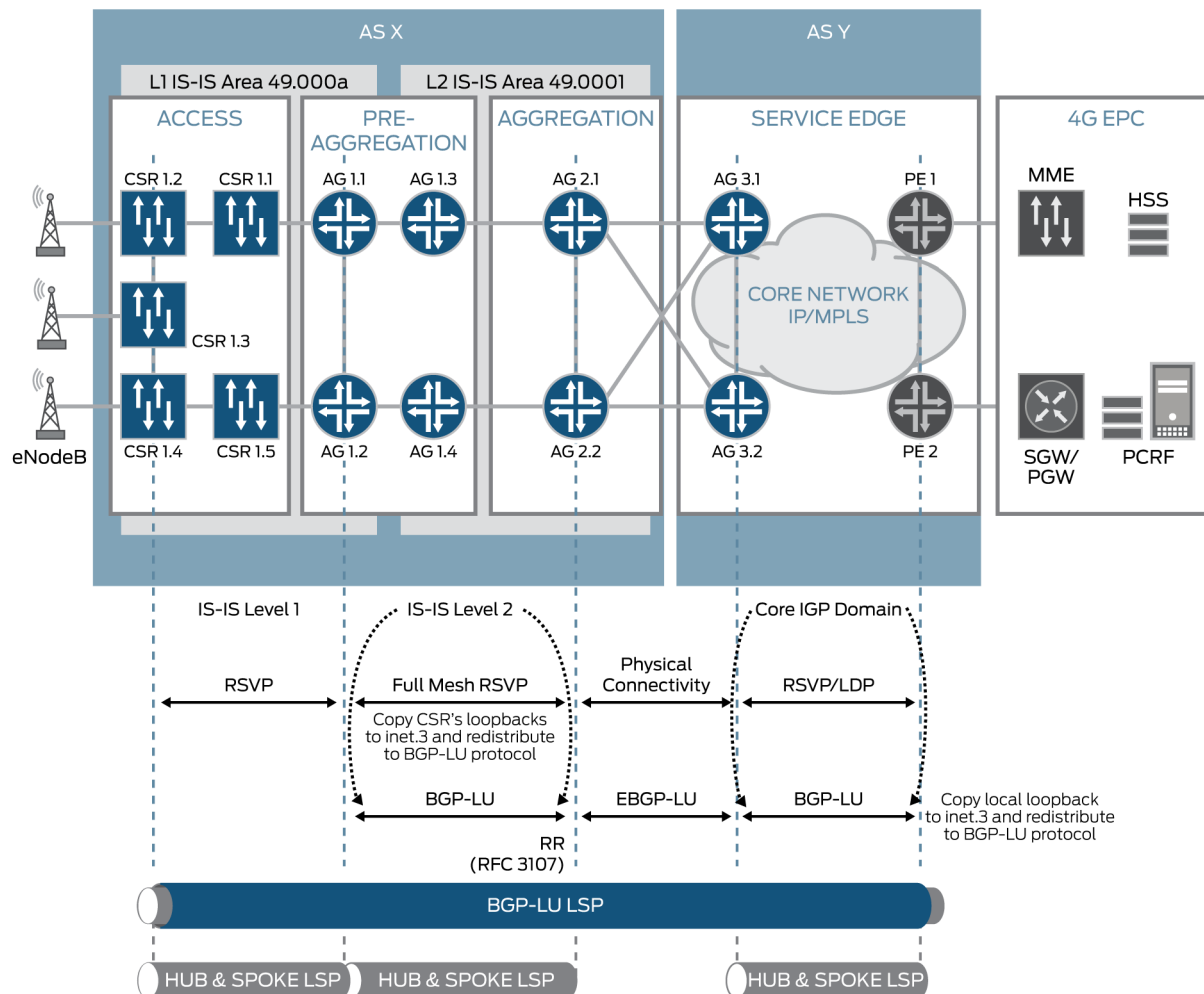 AS X
AS Y
L1 IS-IS Area 49.000a
L2 IS-IS Area 49.0001
ACCESS
PRE-
AGGREGATION
AGGREGATION
SERVICE EDGE
4G EPC
CSR 1.2
CSR 1.1
AG 1.1
AG 1.3
AG 2.1
AG 3.1
PE 1
MME
HSS
CSR 1.3
CORE NETWORK
IP/MPLS
eNodeB
CSR 1.4
CSR 1.5
AG 1.2
AG 1.4
AG 2.2
AG 3.2
PE 2
SGW/
PGW
PCRF
IS-IS Level 1
IS-IS Level 2
Core IGP Domain
RSVP
Full Mesh RSVP
Physical
Connectivity
RSVP/LDP
Copy CSR's loopbacks
to inet.3 and redistribute
to BGP-LU protocol
BGP-LU
EBGP-LU
BGP-LU
Copy local loopback
to inet.3 and redistribute
to BGP-LU protocol
RR
(RFC 3107)
BGP-LU LSP
HUB & SPOKE LSP
HUB & SPOKE LSP
HUB & SPOKE LSP